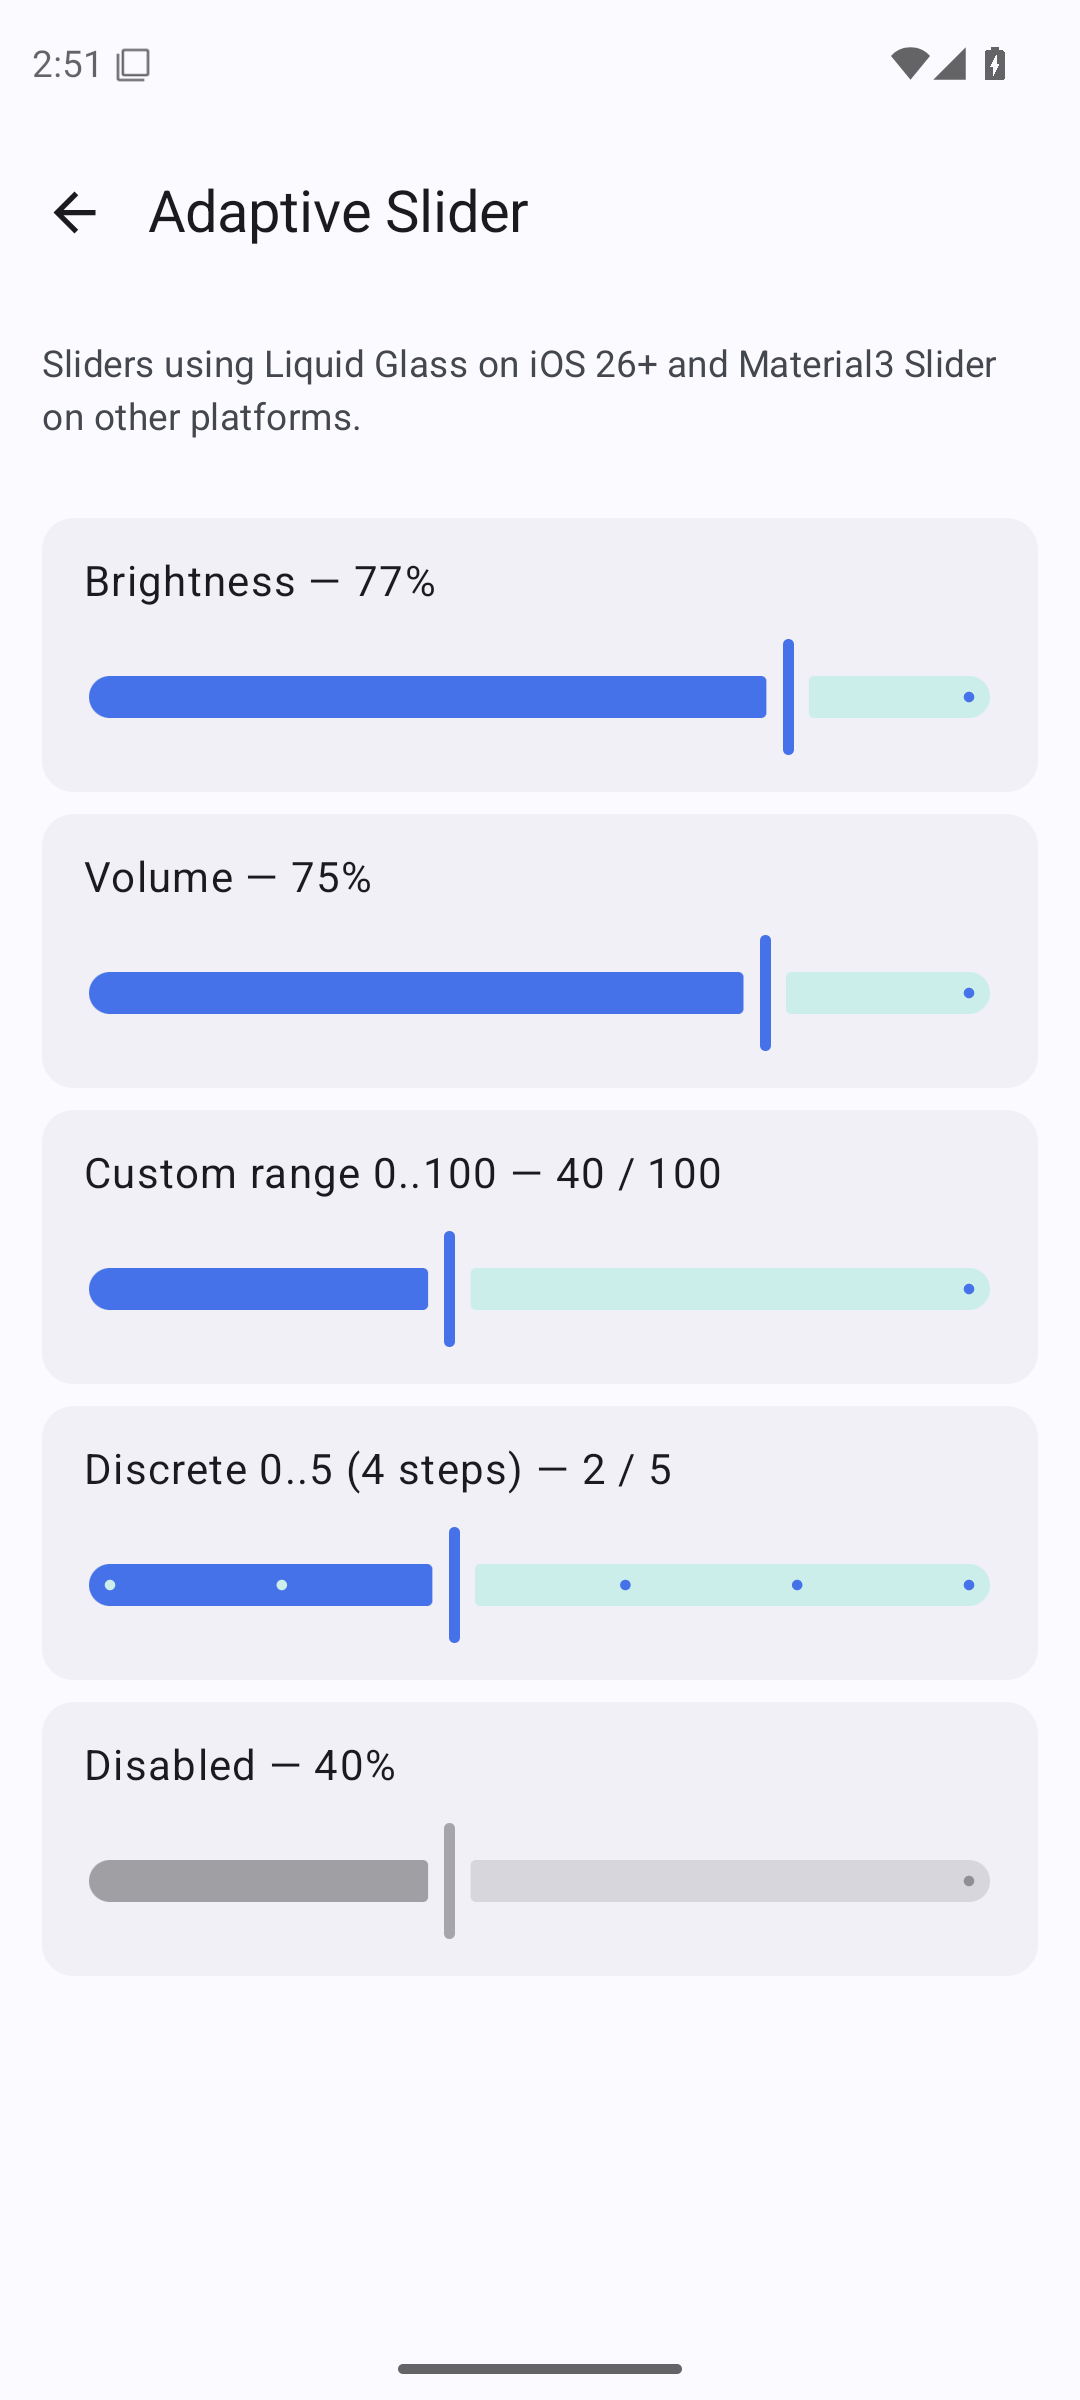 2:51
Adaptive Slider
Sliders using Liquid Glass on iOS 26+ and Material3 Slider
on other platforms.
Brightness — 77%
Volume — 75%
Custom range 0..100 — 40 / 100
Discrete 0..5 (4 steps) — 2 / 5
Disabled — 40%